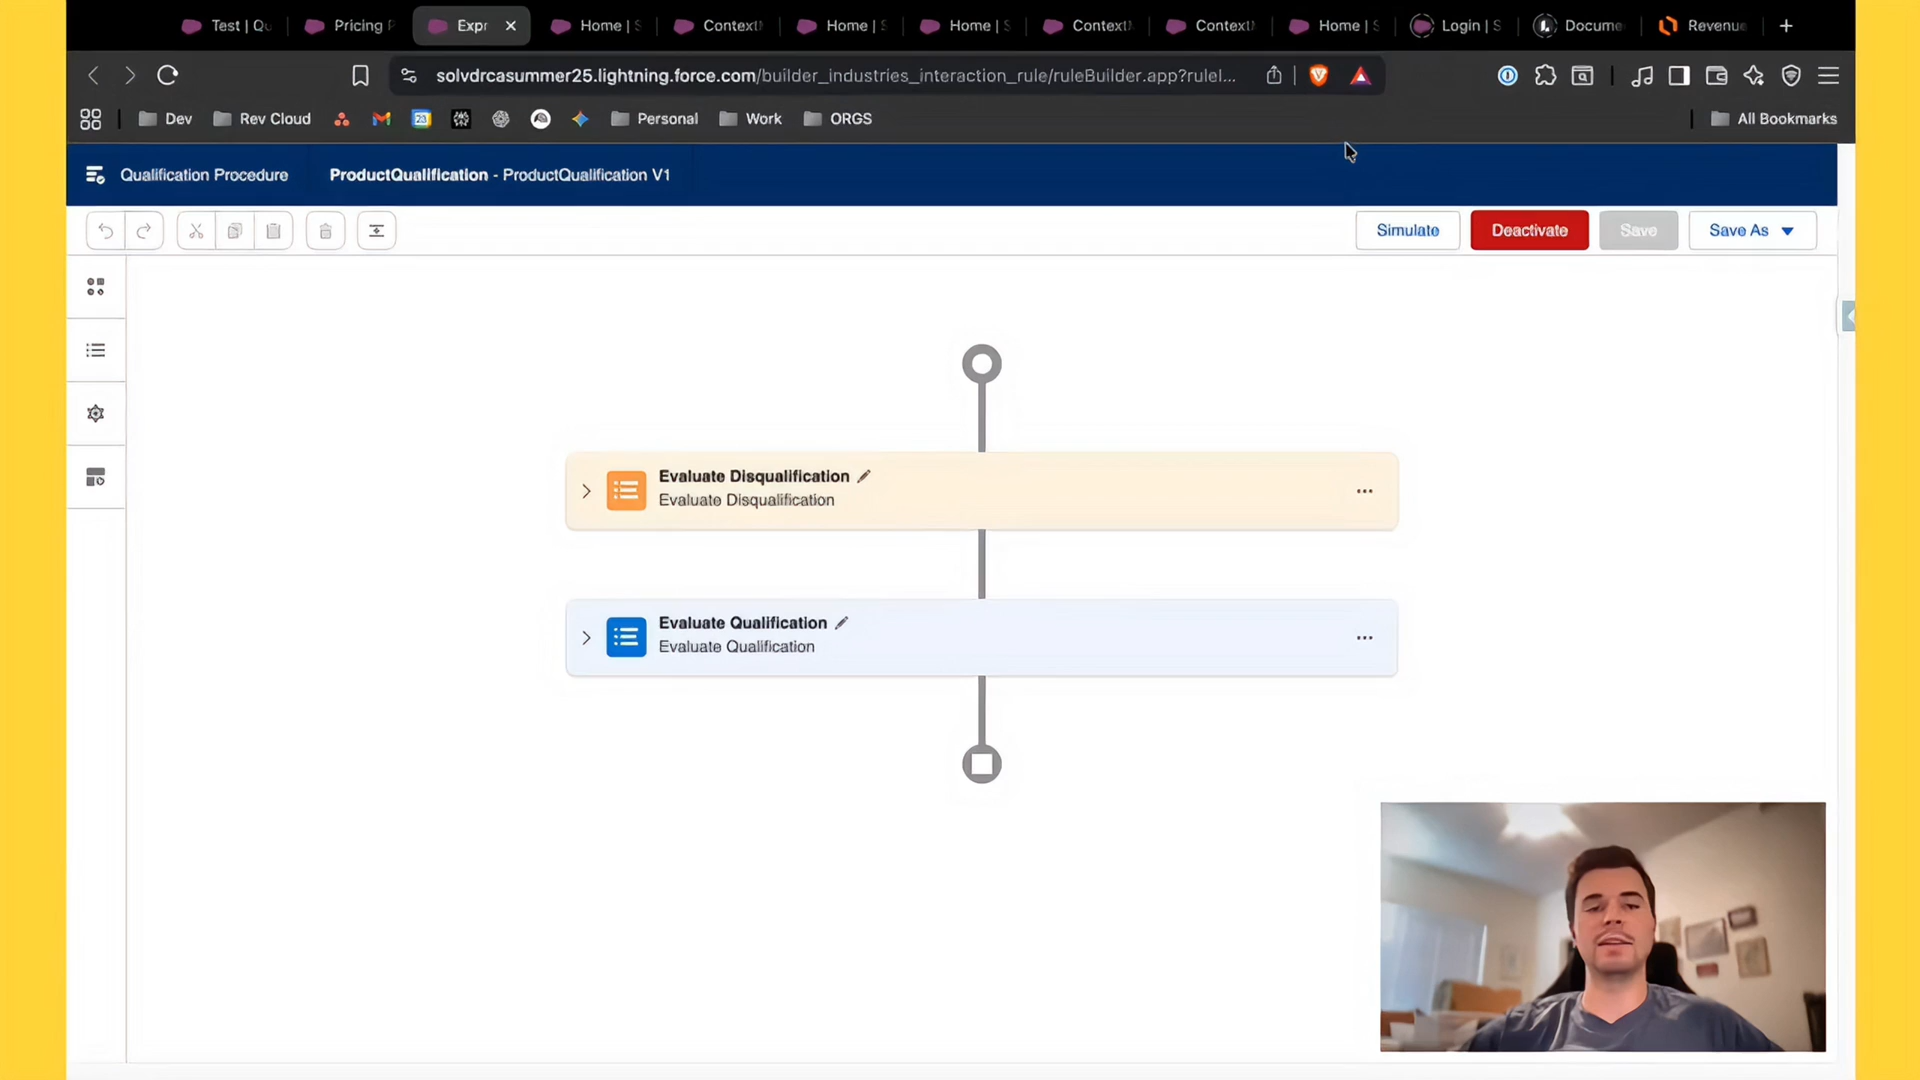 Test | Qu
Pricing P
Expr
Home | S
Context
Home | S
Home | S
Context
Context
Home | S
Login | S
Docume
Revenue
solvdrcasummer25.lightning.force.com/builder_industries_interaction_rule/ruleBuilder.app?ruleI...
Dev
Rev Cloud
Personal
Work
ORGS
All Bookmarks
Qualification Procedure
ProductQualification - ProductQualification V1
Simulate
Deactivate
Save
Save As
Evaluate Disqualification
Evaluate Disqualification
Evaluate Qualification
Evaluate Qualification